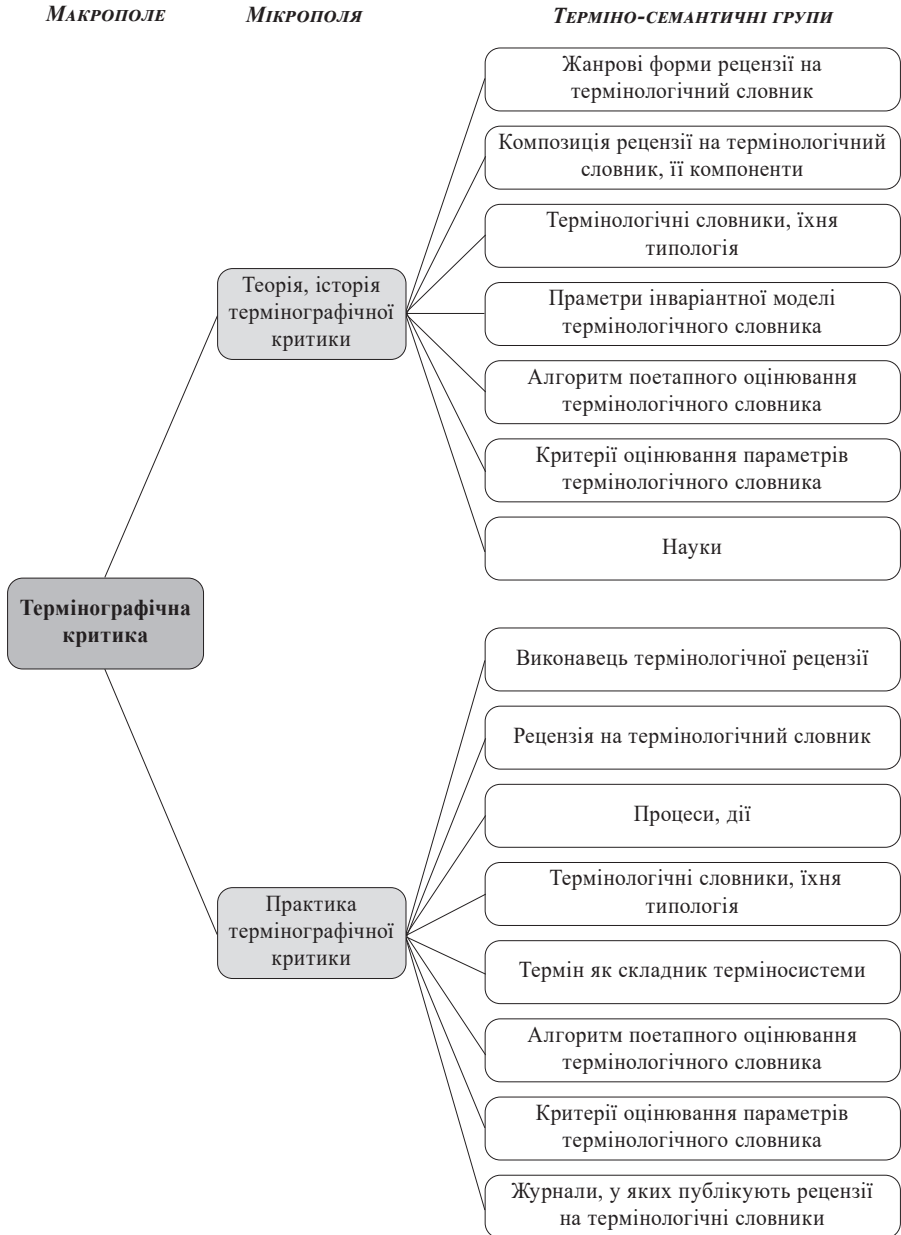 Макрополе Мікрополя Терміно-семантичні групи
Жанрові форми рецензії на
термінологічний словник
Композиція рецензії на термінологічний
словник, її компоненти
Термінологічні словники, їхня
типологія
Теорія, історія
термінографічної
критики
Праметри інваріантної моделі
термінологічного словника
Алгоритм поетапного оцінювання
термінологічного словника
Критерії оцінювання параметрів
термінологічного словника
Науки
Термінографічна
критика
Виконавець термінологічної рецензії
Рецензія на термінологічний словник
Процеси, дії
Термінологічні словники, їхня
типологія
Практика
термінографічної
критики
Термін як складник терміносистеми
Алгоритм поетапного оцінювання
термінологічного словника
Критерії оцінювання параметрів
термінологічного словника
Журнали, у яких публікують рецензії
на термінологічні словники